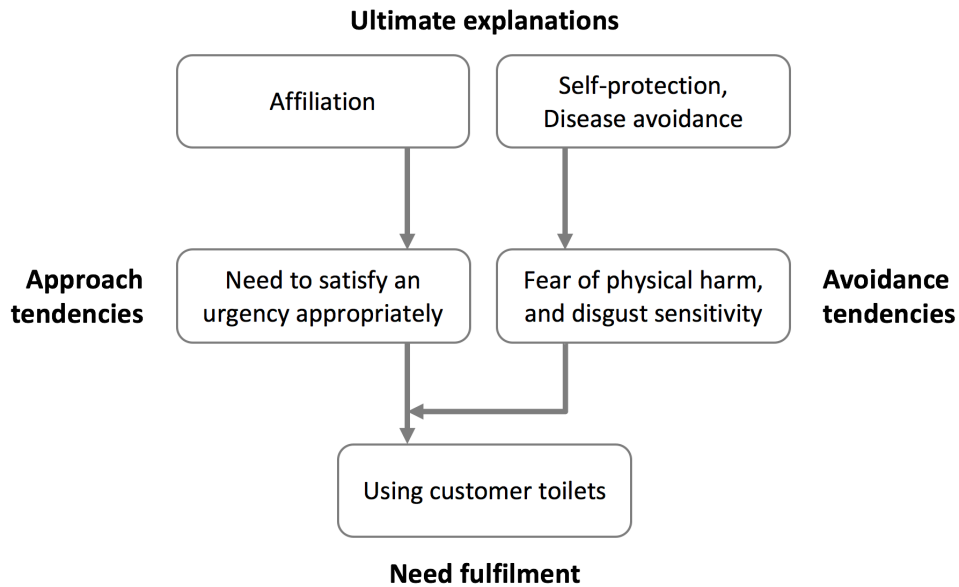 Ultimate explanations
Affiliation
Self-protection,
Disease avoidance
Approach
tendencies
Need to satisfy an
urgency appropriately
Fear of physical harm,
and disgust sensitivity
Avoidance
tendencies
Using customer toilets
Need fulfilment